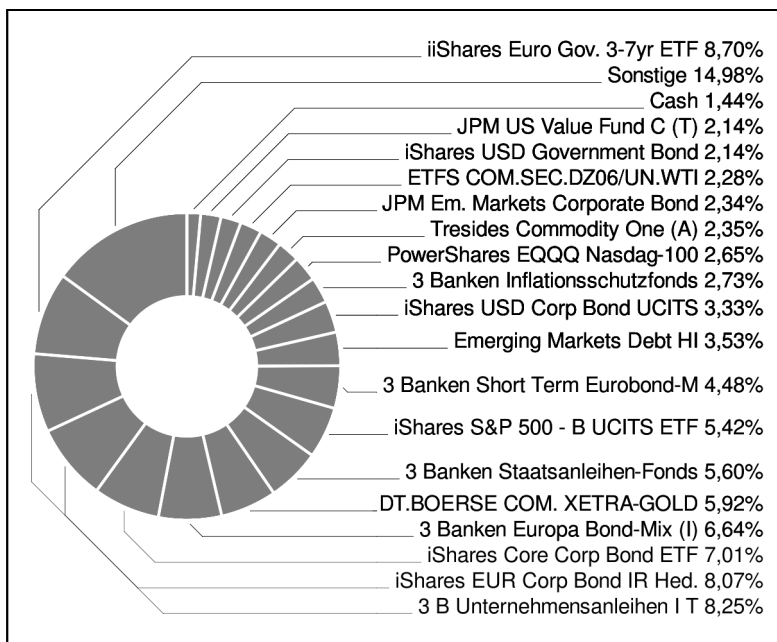 iiShares Euro Gov. 3-7yr ETF 8,70%
Sonstige 14,98%
Cash 1,44%
JPM US Value Fund C (T) 2,14%
iShares USD Government Bond 2,14%
ETFS COM.SEC.DZ06/UN.WTI 2,28%
JPM Em. Markets Corporate Bond 2,34%
Tresides Commodity One (A) 2,35%
PowerShares EQQQ Nasdag-100 2,65%
3 Banken Inflationsschutzfonds 2,73%
iShares USD Corp Bond UCITS 3,33%
Emerging Markets Debt HI 3,53%
3 Banken Short Term Eurobond-M 4,48%
iShares S&P 500 - B UCITS ETF 5,42%
3 Banken Staatsanleihen-Fonds 5,60%
DT.BOERSE COM. XETRA-GOLD 5,92%
3 Banken Europa Bond-Mix (I) 6,64%
iShares Core Corp Bond ETF 7,01%
iShares EUR Corp Bond IR Hed. 8,07%
3 B Unternehmensanleihen I T 8,25%